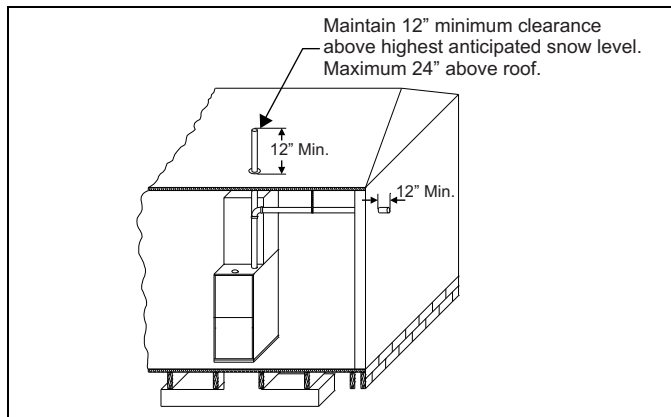 Maintain 12” minimum clearance
above highest anticipated snow level.
Maximum 24” above roof.
12” Min.
12” Min.